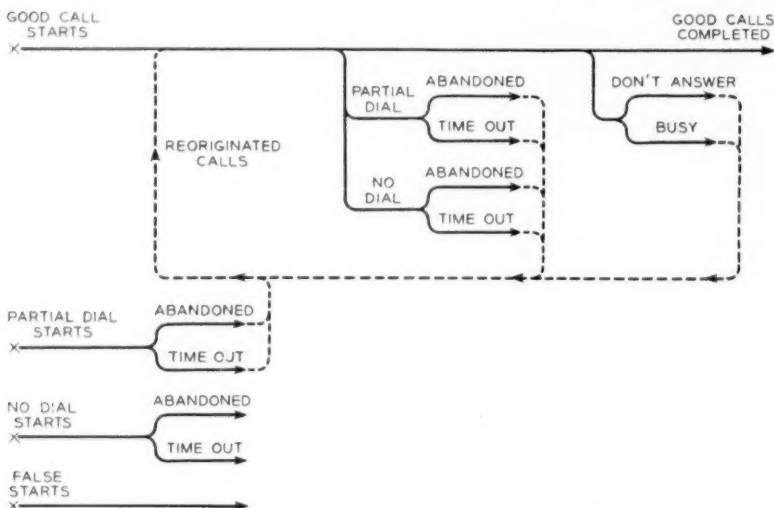 GOOD CALL
STARTS
GOOD CALLS
COMPLETED
PARTIAL
DIAL
ABANDONED
TIME OUT
NO
DIAL
ABANDONED
TIME OUT
DON'T ANSWER
BUSY
REORIGINATED
CALLS
PARTIAL DIAL
STARTS
ABANDONED
TIME OUT
NO DIAL
STARTS
ABANDONED
TIME OUT
FALSE
STARTS